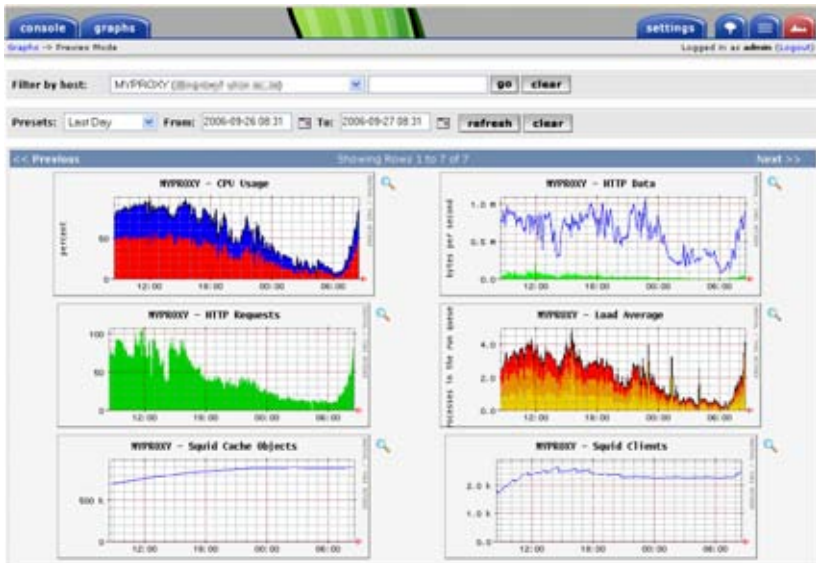 console graphs settings
Graphs -> Preview Mode Logged in as admin (Logout)
Filter by host: MYPROXY go clear
Presets: Last Day From: 2006-09-26 08:31 To: 2006-09-27 08:31 refresh clear
<< Previous Showing Rows 1 to 7 of 7 Next >>
MYPROXY - CPU Usage
percent
50
0
12:00 18:00 00:00 06:00
MYPROXY - HTTP Data
bytes per second
1.0 M
0.5 M
0.0
12:00 18:00 00:00 06:00
MYPROXY - HTTP Requests
100
50
0
12:00 18:00 00:00 06:00
MYPROXY - Load Average
processes in the run queue
4.0
2.0
0.0
12:00 18:00 00:00 06:00
MYPROXY - Squid Cache Objects
500 k
0
12:00 18:00 00:00 06:00
MYPROXY - Squid Clients
2.0 k
1.0 k
0.0
12:00 18:00 00:00 06:00